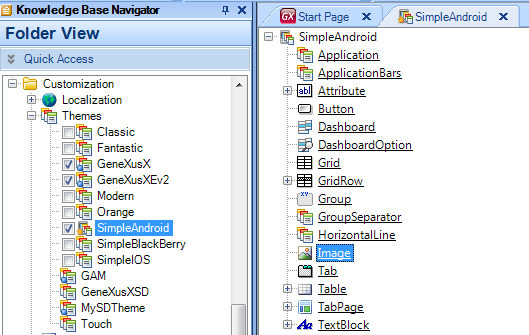 Knowledge Base Navigator
Folder View
Quick Access
Customization
Localization
Themes
Classic
Fantastic
GeneXusX
GeneXusXEv2
Modern
Orange
SimpleAndroid
SimpleBlackBerry
SimpleIOS
GAM
GeneXusXSD
MySDTheme
Touch
GX Start Page X
SimpleAndroid X
SimpleAndroid
Application
ApplicationBars
abl Attribute
Button
Dashboard
DashboardOption
Grid
GridRow
Group
GroupSeparator
HorizontalLine
Image
Tab
Table
TabPage
Aa TextBlock